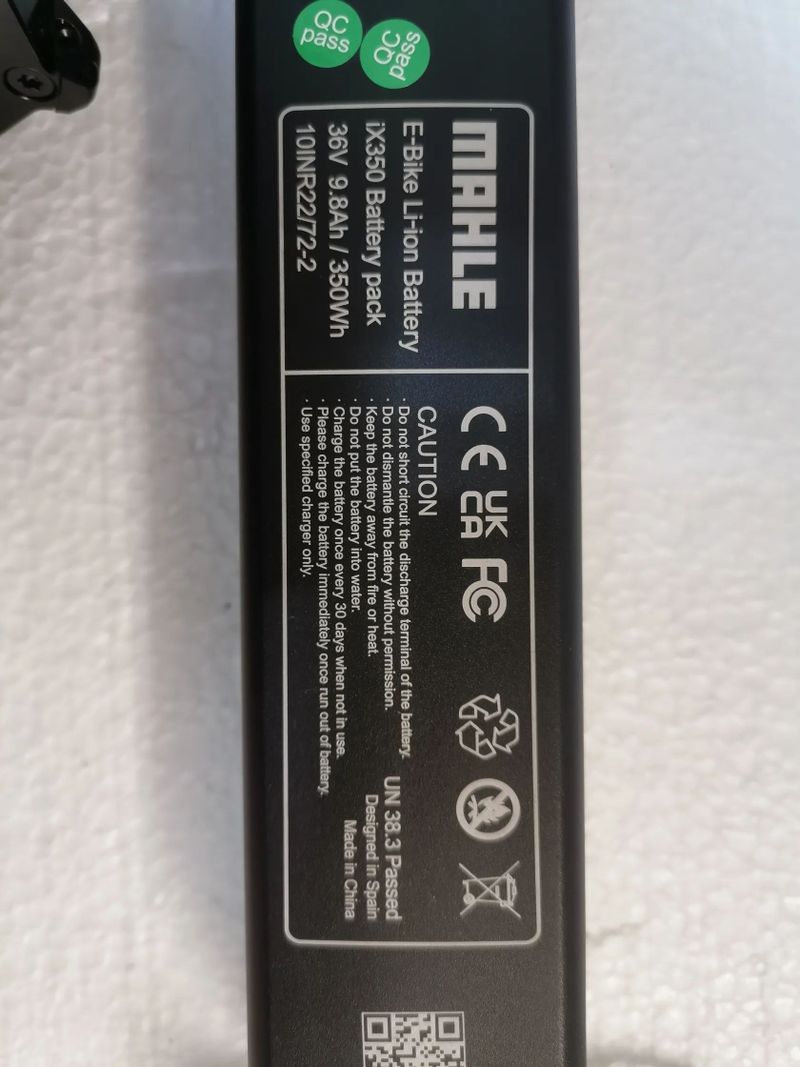 QC
pass
QC
pass
MAHLE
E-Bike Li-ion Battery
iX350 Battery pack
36V 9.8Ah / 350Wh
10INR22/72-2
CE UK
CA FC
CAUTION
· Do not short circuit the discharge terminal of the battery.
· Do not dismantle the battery without permission.
· Keep the battery away from fire or heat.
· Do not put the battery into water.
· Charge the battery once every 30 days when not in use.
· Please charge the battery immediately once run out of battery.
· Use specified charger only.
UN 38.3 Passed
Designed in Spain
Made in China